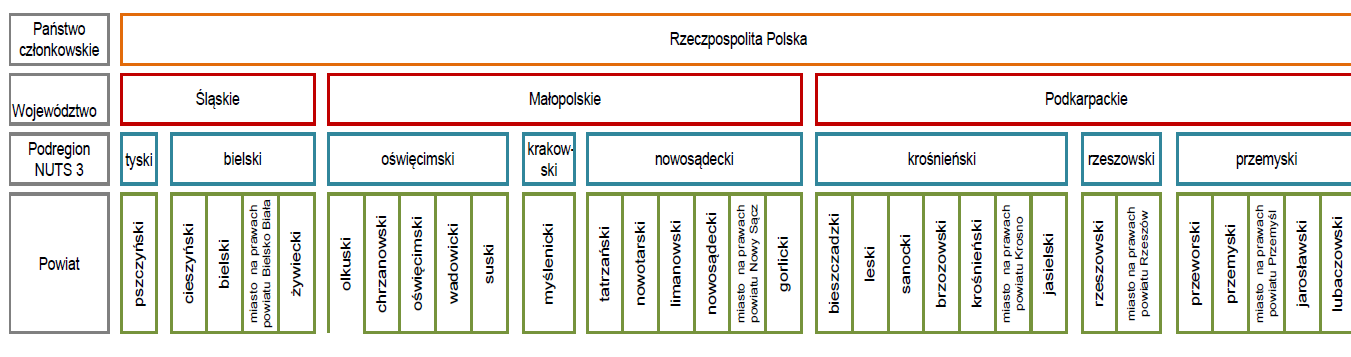 Państwo
członkowskie
Rzeczpospolita Polska
Województwo
Śląskie
Małopolskie
Podkarpackie
Podregion
NUTS 3
tyski
bielski
oświęcimski
krakow-
ski
nowosądecki
krośnieński
rzeszowski
przemyski
Powiat
pszczyński
cieszyński
bielski
miasto na prawach
powiatu Bielsko Biała
żywiecki
olkuski
chrzanowski
oświęcimski
wadowicki
suski
myślenicki
tatrzański
nowotarski
limanowski
nowosądecki
miasto na prawach
powiatu Nowy Sącz
gorlicki
bieszczadzki
leski
sanocki
brzozowski
krośnieński
miasto na prawach
powiatu Krosno
jasielski
rzeszowski
miasto na prawach
powiatu Rzeszów
przeworski
przemyski
miasto na prawach
powiatu Przemyśl
jarosławski
lubaczowski